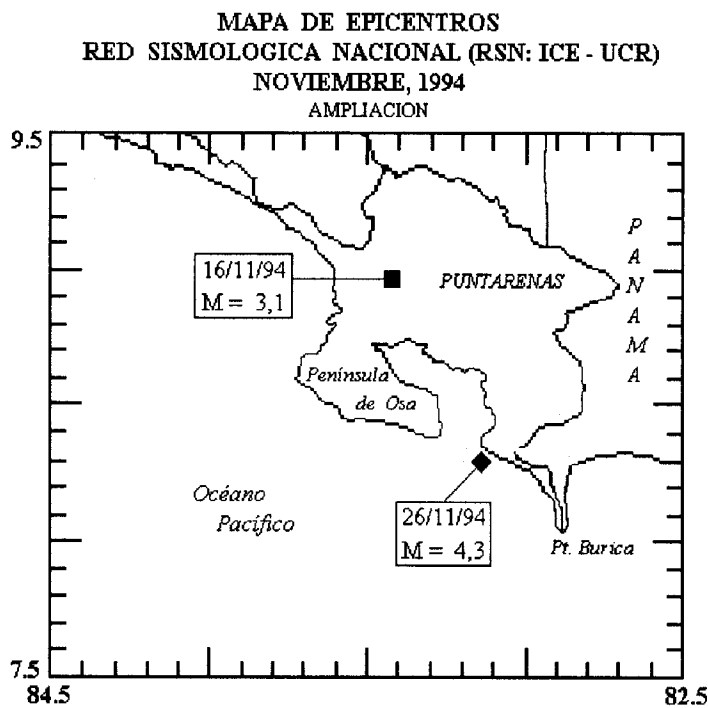 MAPA DE EPICENTROS
RED SISMOLOGICA NACIONAL (RSN: ICE - UCR)
NOVIEMBRE, 1994
AMPLIACION
9.5
P
A
N
A
M
A
16/11/94
M = 3,1
PUNTARENAS
Península
de Osa
Océano
Pacífico
26/11/94
M = 4,3
Pt. Burica
7.5
84.5
82.5